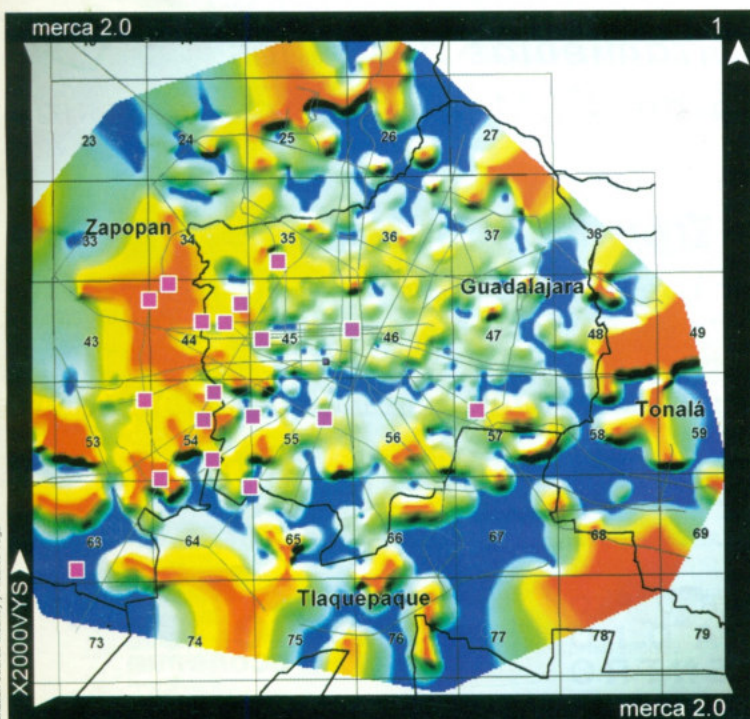 merca 2.0 1
23 24 25 26 27
Zapopan
33 34 35 36 37 38
Guadalajara
43 44 45 46 47 48 49
Tonalá
53 54 55 56 57 58 59
63 64 65 66 67 68 69
Tlaquepaque
73 74 75 76 77 78 79
X2000VYS
merca 2.0